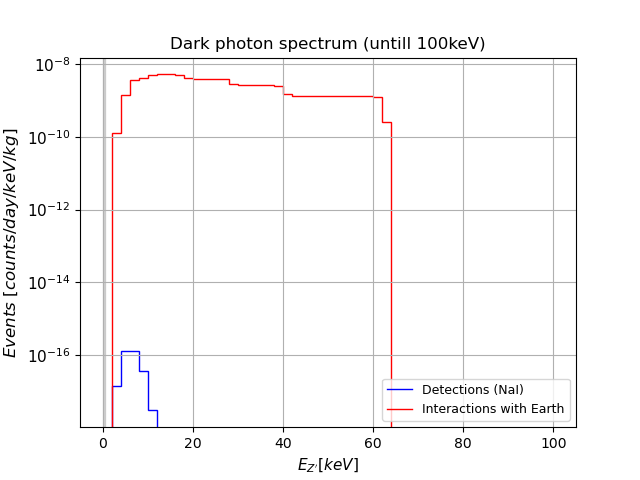 Dark photon spectrum (untill 100keV)
Events [counts/day/keV/kg]
10⁻⁸
10⁻¹⁰
10⁻¹²
10⁻¹⁴
10⁻¹⁶
Detections (NaI)
Interactions with Earth
0 20 40 60 80 100
E_{Z'}[keV]